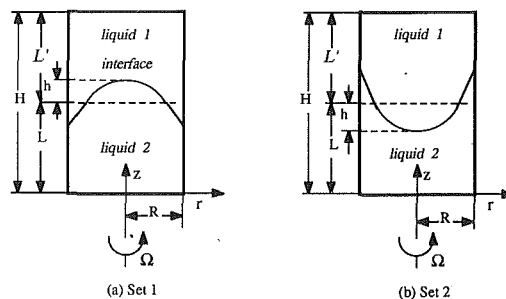 liquid 1
interface
L'
h
H
L
liquid 2
z
R
r
Ω
(a) Set 1
liquid 1
L'
H
h
L
liquid 2
z
R
r
Ω
(b) Set 2